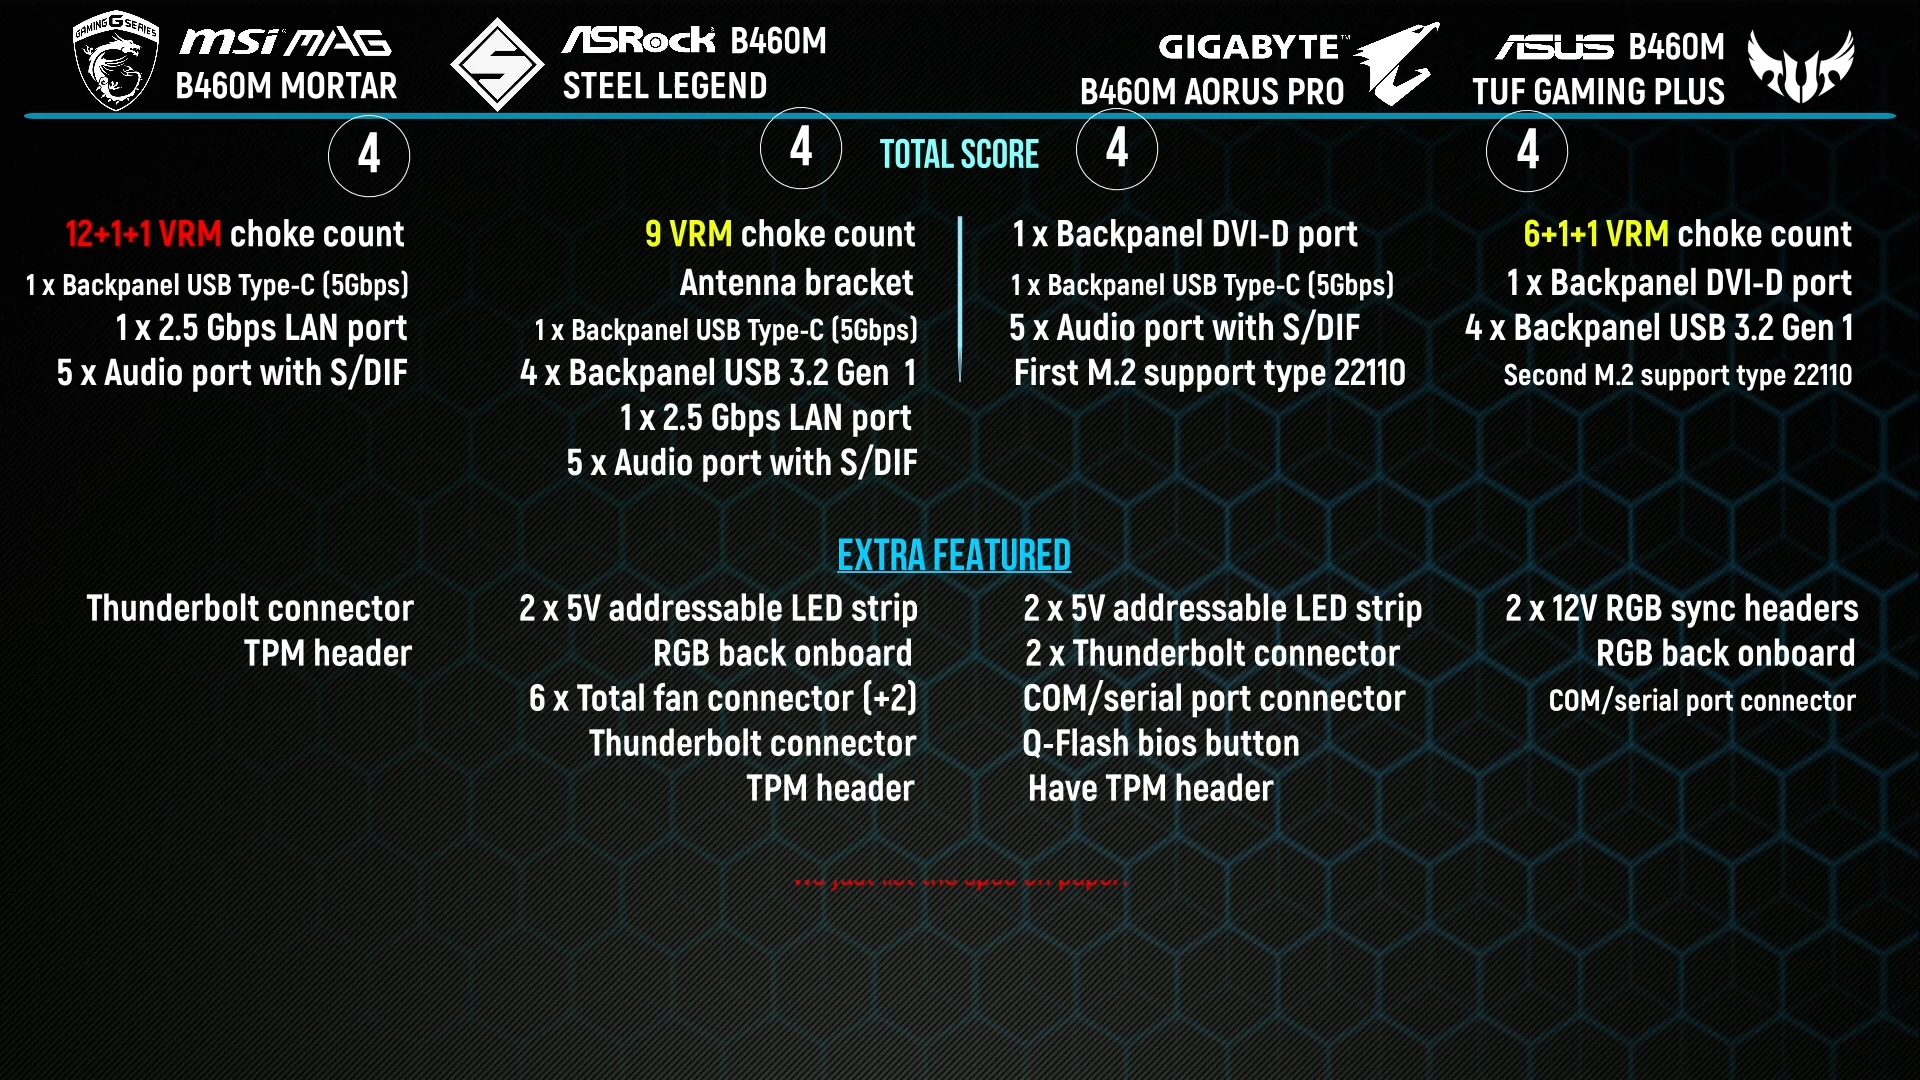 GAMING G SERIES
msi MAG
B460M MORTAR
ASRock B460M
STEEL LEGEND
GIGABYTE™
B460M AORUS PRO
ASUS B460M
TUF GAMING PLUS
4
4
TOTAL SCORE
4
4
12+1+1 VRM choke count
1 x Backpanel USB Type-C (5Gbps)
1 x 2.5 Gbps LAN port
5 x Audio port with S/DIF
9 VRM choke count
Antenna bracket
1 x Backpanel USB Type-C (5Gbps)
4 x Backpanel USB 3.2 Gen 1
1 x 2.5 Gbps LAN port
5 x Audio port with S/DIF
1 x Backpanel DVI-D port
1 x Backpanel USB Type-C (5Gbps)
5 x Audio port with S/DIF
First M.2 support type 22110
6+1+1 VRM choke count
1 x Backpanel DVI-D port
4 x Backpanel USB 3.2 Gen 1
Second M.2 support type 22110
EXTRA FEATURED
Thunderbolt connector
TPM header
2 x 5V addressable LED strip
RGB back onboard
6 x Total fan connector (+2)
Thunderbolt connector
TPM header
2 x 5V addressable LED strip
2 x Thunderbolt connector
COM/serial port connector
Q-Flash bios button
Have TPM header
2 x 12V RGB sync headers
RGB back onboard
COM/serial port connector